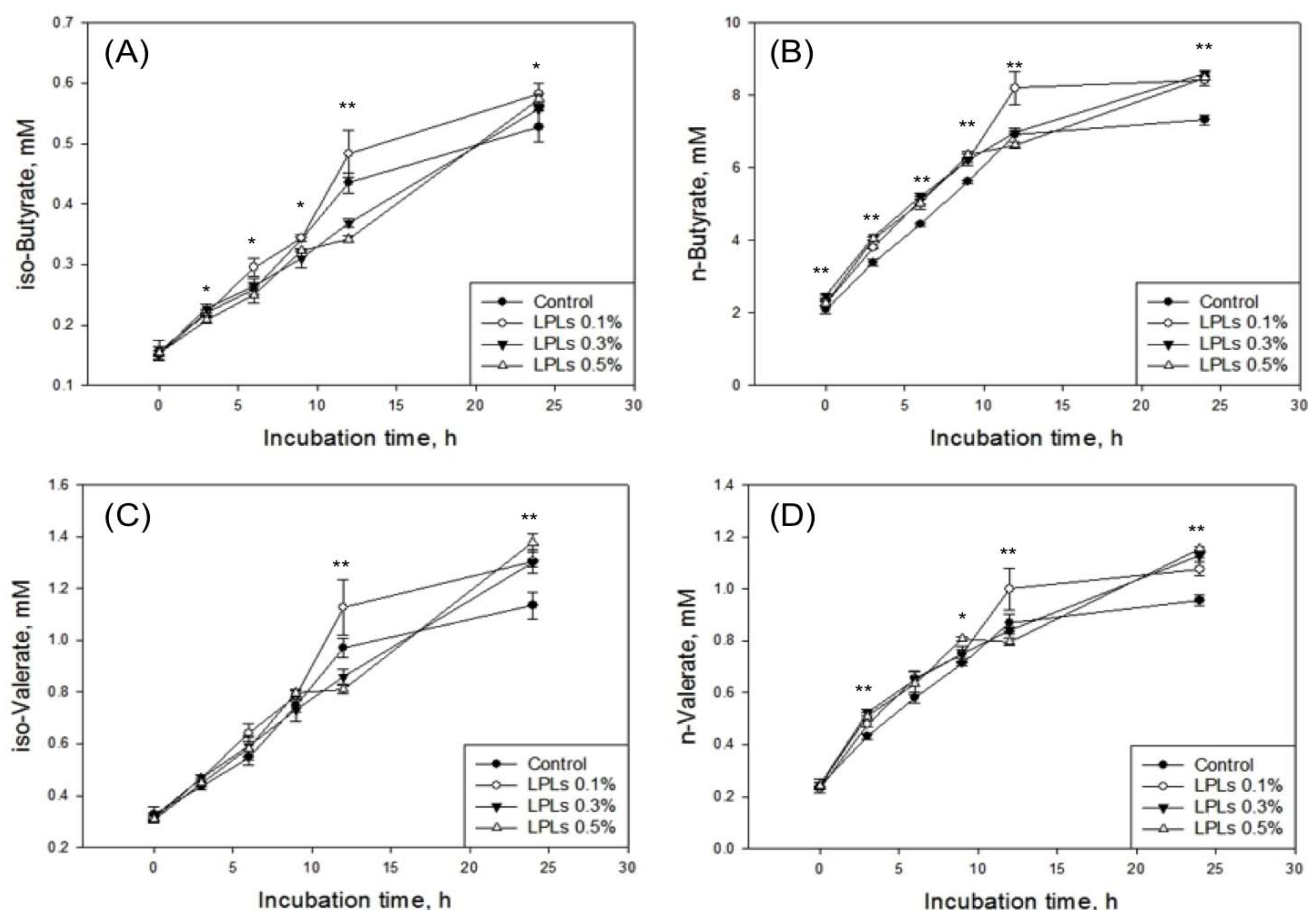 (A)
iso-Butyrate, mM
0.7
0.6
0.5
0.4
0.3
0.2
0.1
*
*
*
**
*
Control
LPLs 0.1%
LPLs 0.3%
LPLs 0.5%
0 5 10 15 20 25 30
Incubation time, h
(B)
n-Butyrate, mM
10
8
6
4
2
0
**
**
**
**
**
**
Control
LPLs 0.1%
LPLs 0.3%
LPLs 0.5%
0 5 10 15 20 25 30
Incubation time, h
(C)
iso-Valerate, mM
1.6
1.4
1.2
1.0
0.8
0.6
0.4
0.2
**
**
Control
LPLs 0.1%
LPLs 0.3%
LPLs 0.5%
0 5 10 15 20 25 30
Incubation time, h
(D)
n-Valerate, mM
1.4
1.2
1.0
0.8
0.6
0.4
0.2
0.0
**
*
**
**
Control
LPLs 0.1%
LPLs 0.3%
LPLs 0.5%
0 5 10 15 20 25 30
Incubation time, h